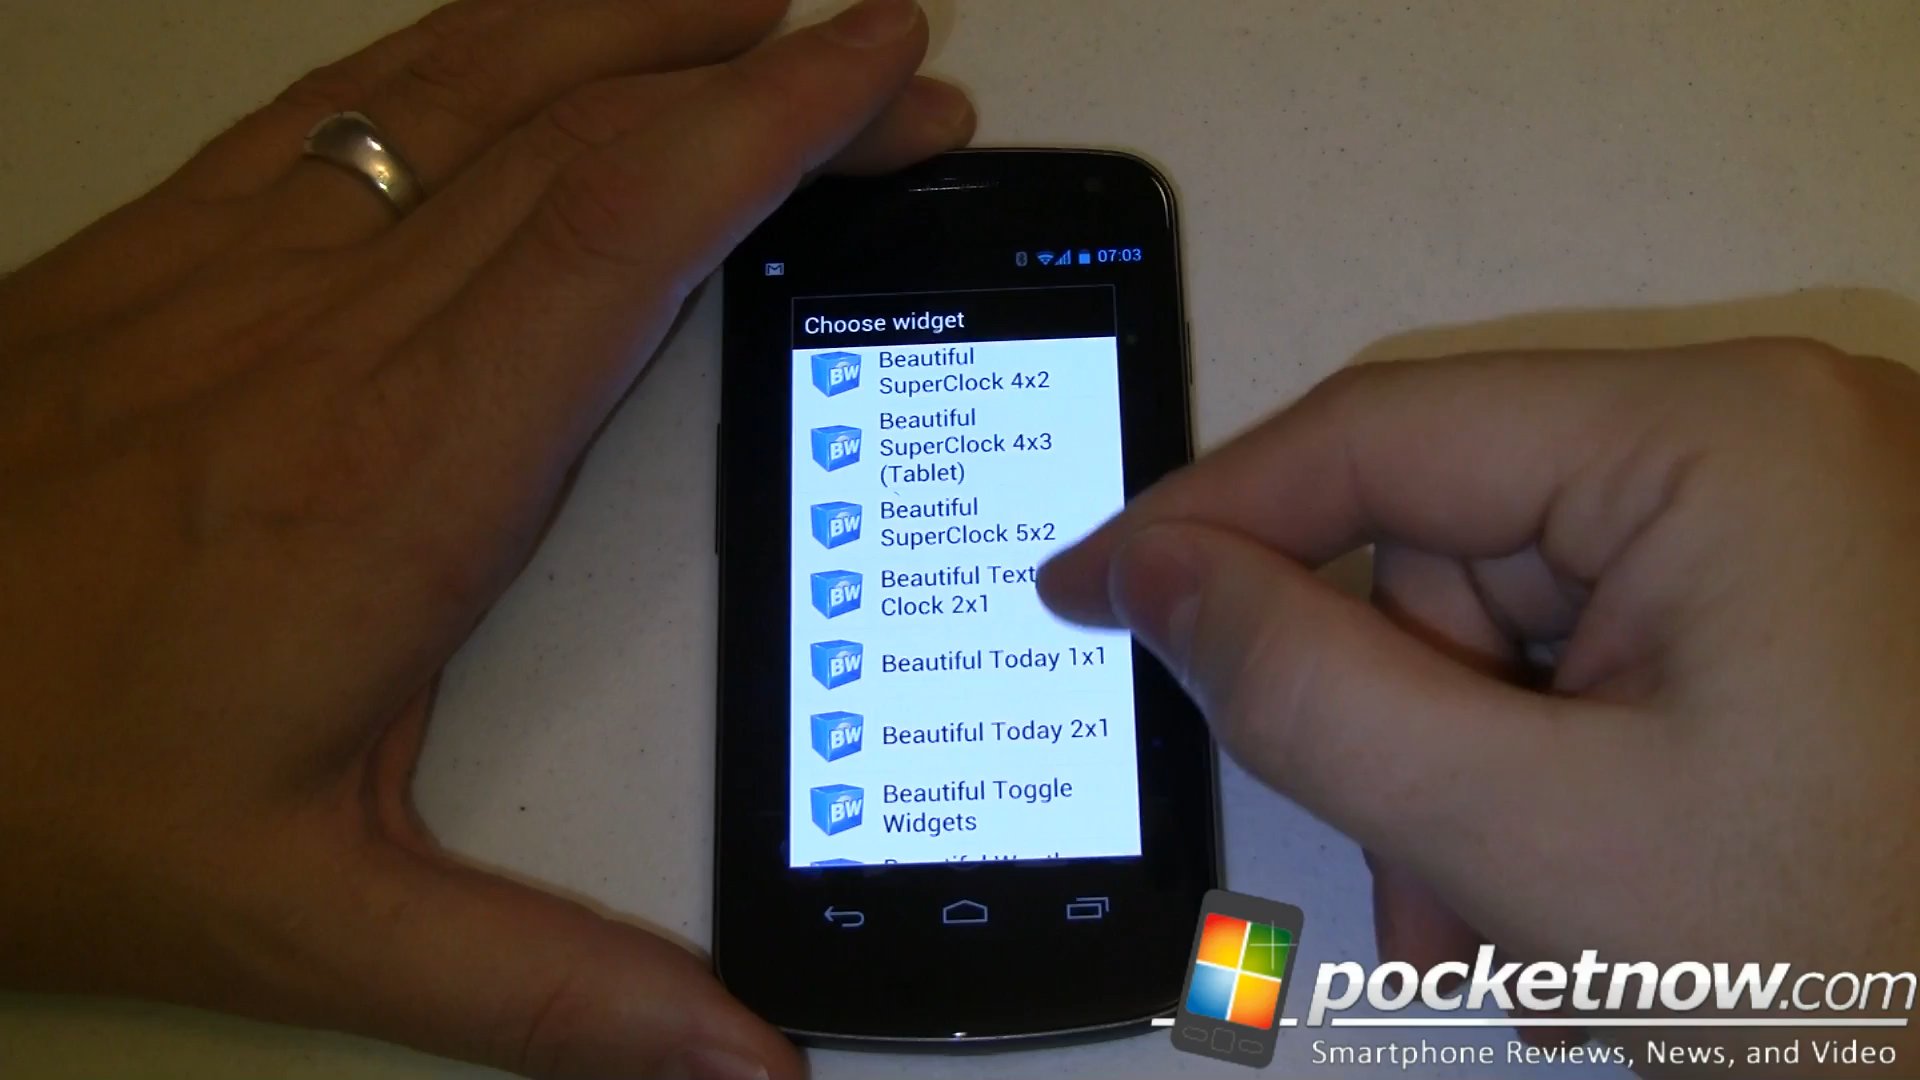 07:03
Choose widget
BW
Beautiful
SuperClock 4x2
BW
Beautiful
SuperClock 4x3
(Tablet)
BW
Beautiful
SuperClock 5x2
BW
Beautiful Text
Clock 2x1
BW
Beautiful Today 1x1
BW
Beautiful Today 2x1
BW
Beautiful Toggle
Widgets
pocketnow.com
Smartphone Reviews, News, and Video